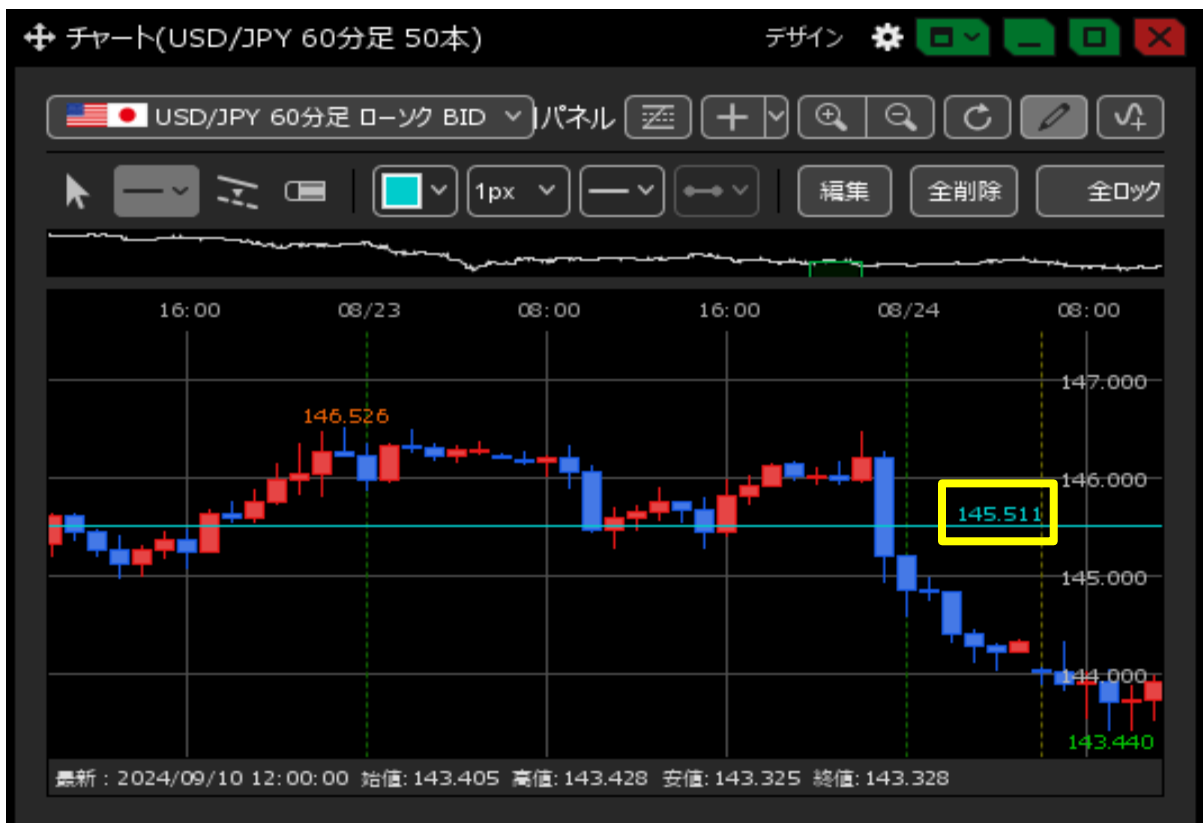 チャート(USD/JPY 60分足 50本) デザイン
USD/JPY 60分足 ローソク BID パネル
1px 編集 全削除 全ロック
16:00 08/23 08:00 16:00 08/24 08:00
147.000
146.526
146.000
145.511
145.000
144.000
143.440
最新 : 2024/09/10 12:00:00 始値: 143.405 高値: 143.428 安値: 143.325 終値: 143.328